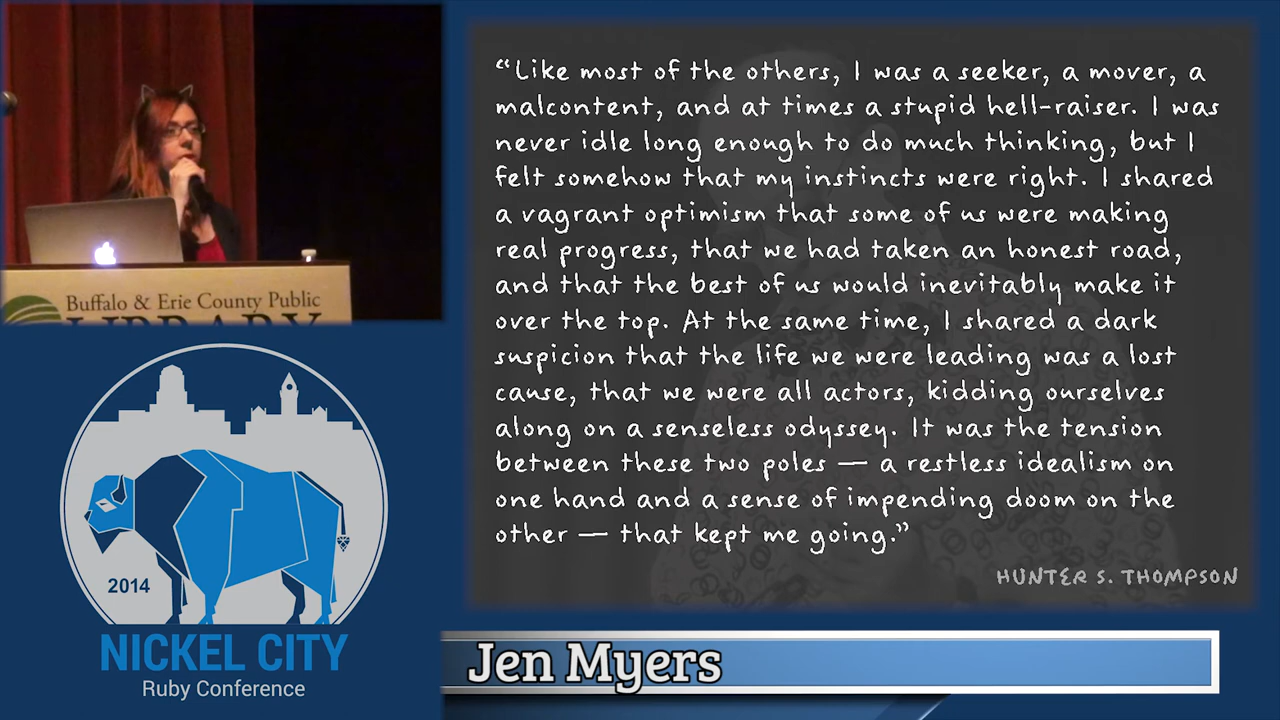 “Like most of the others, I was a seeker, a mover, a
malcontent, and at times a stupid hell-raiser. I was
never idle long enough to do much thinking, but I
felt somehow that my instincts were right. I shared
a vagrant optimism that some of us were making
real progress, that we had taken an honest road,
and that the best of us would inevitably make it
over the top. At the same time, I shared a dark
suspicion that the life we were leading was a lost
cause, that we were all actors, kidding ourselves
along on a senseless odyssey. It was the tension
between these two poles — a restless idealism on
one hand and a sense of impending doom on the
other — that kept me going.”
HUNTER S. THOMPSON
Buffalo & Erie County Public
LIBRARY
2014
NICKEL CITY
Ruby Conference
Jen Myers